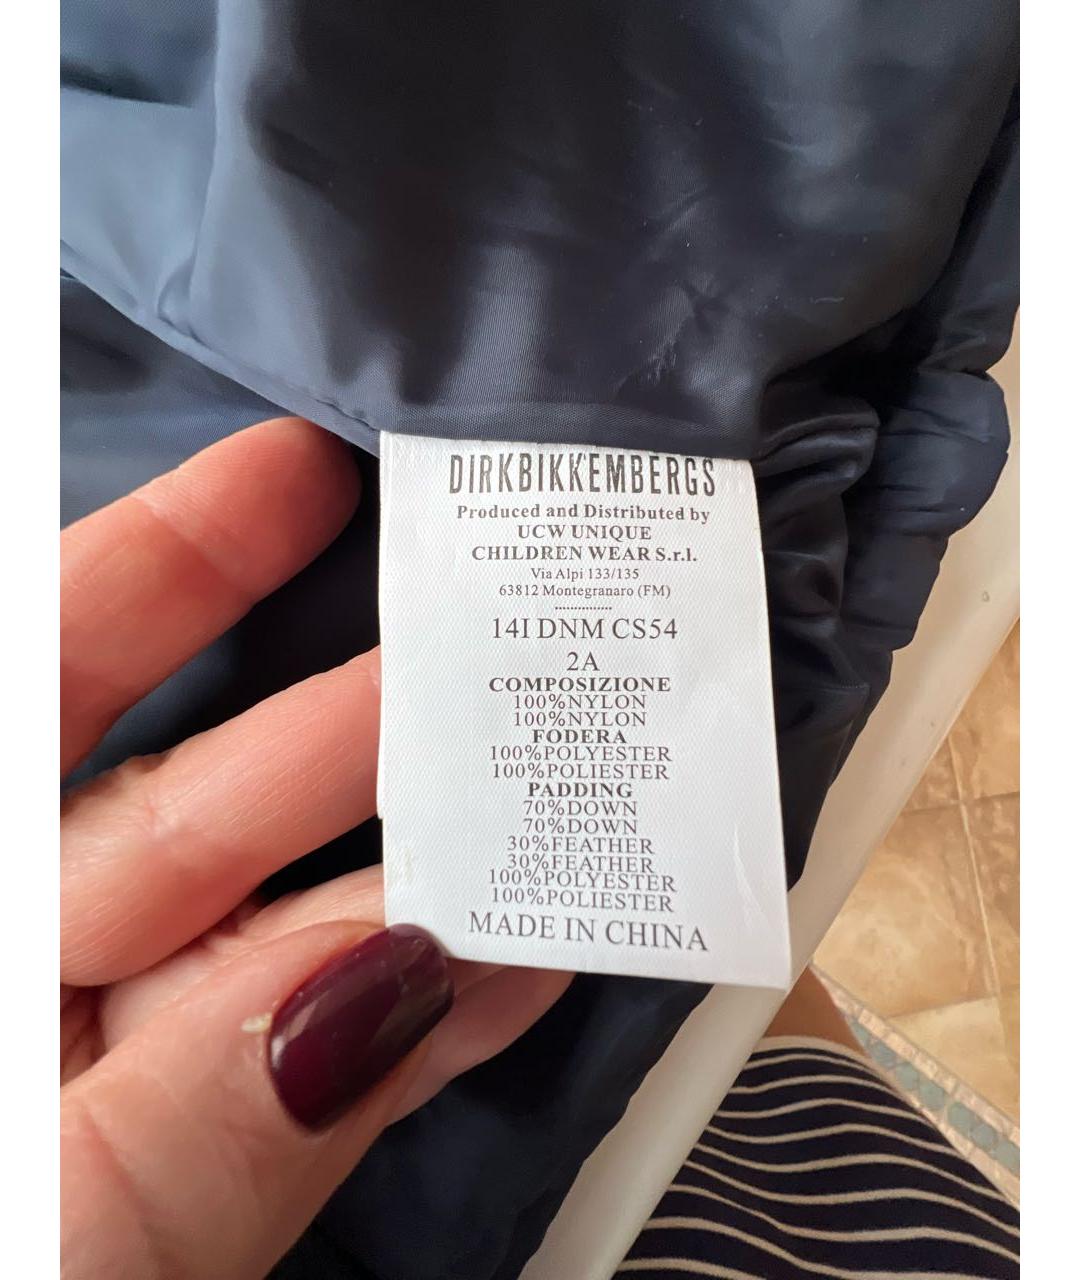 DIRKBIKKEMBERGS
Produced and Distributed by
UCW UNIQUE
CHILDREN WEAR S.r.l.
Via Alpi 133/135
63812 Montegranaro (FM)
...............
14I DNM CS54
2A
COMPOSIZIONE
100%NYLON
100%NYLON
FODERA
100%POLYESTER
100%POLIESTER
PADDING
70%DOWN
70%DOWN
30%FEATHER
30%FEATHER
100%POLYESTER
100%POLIESTER
MADE IN CHINA